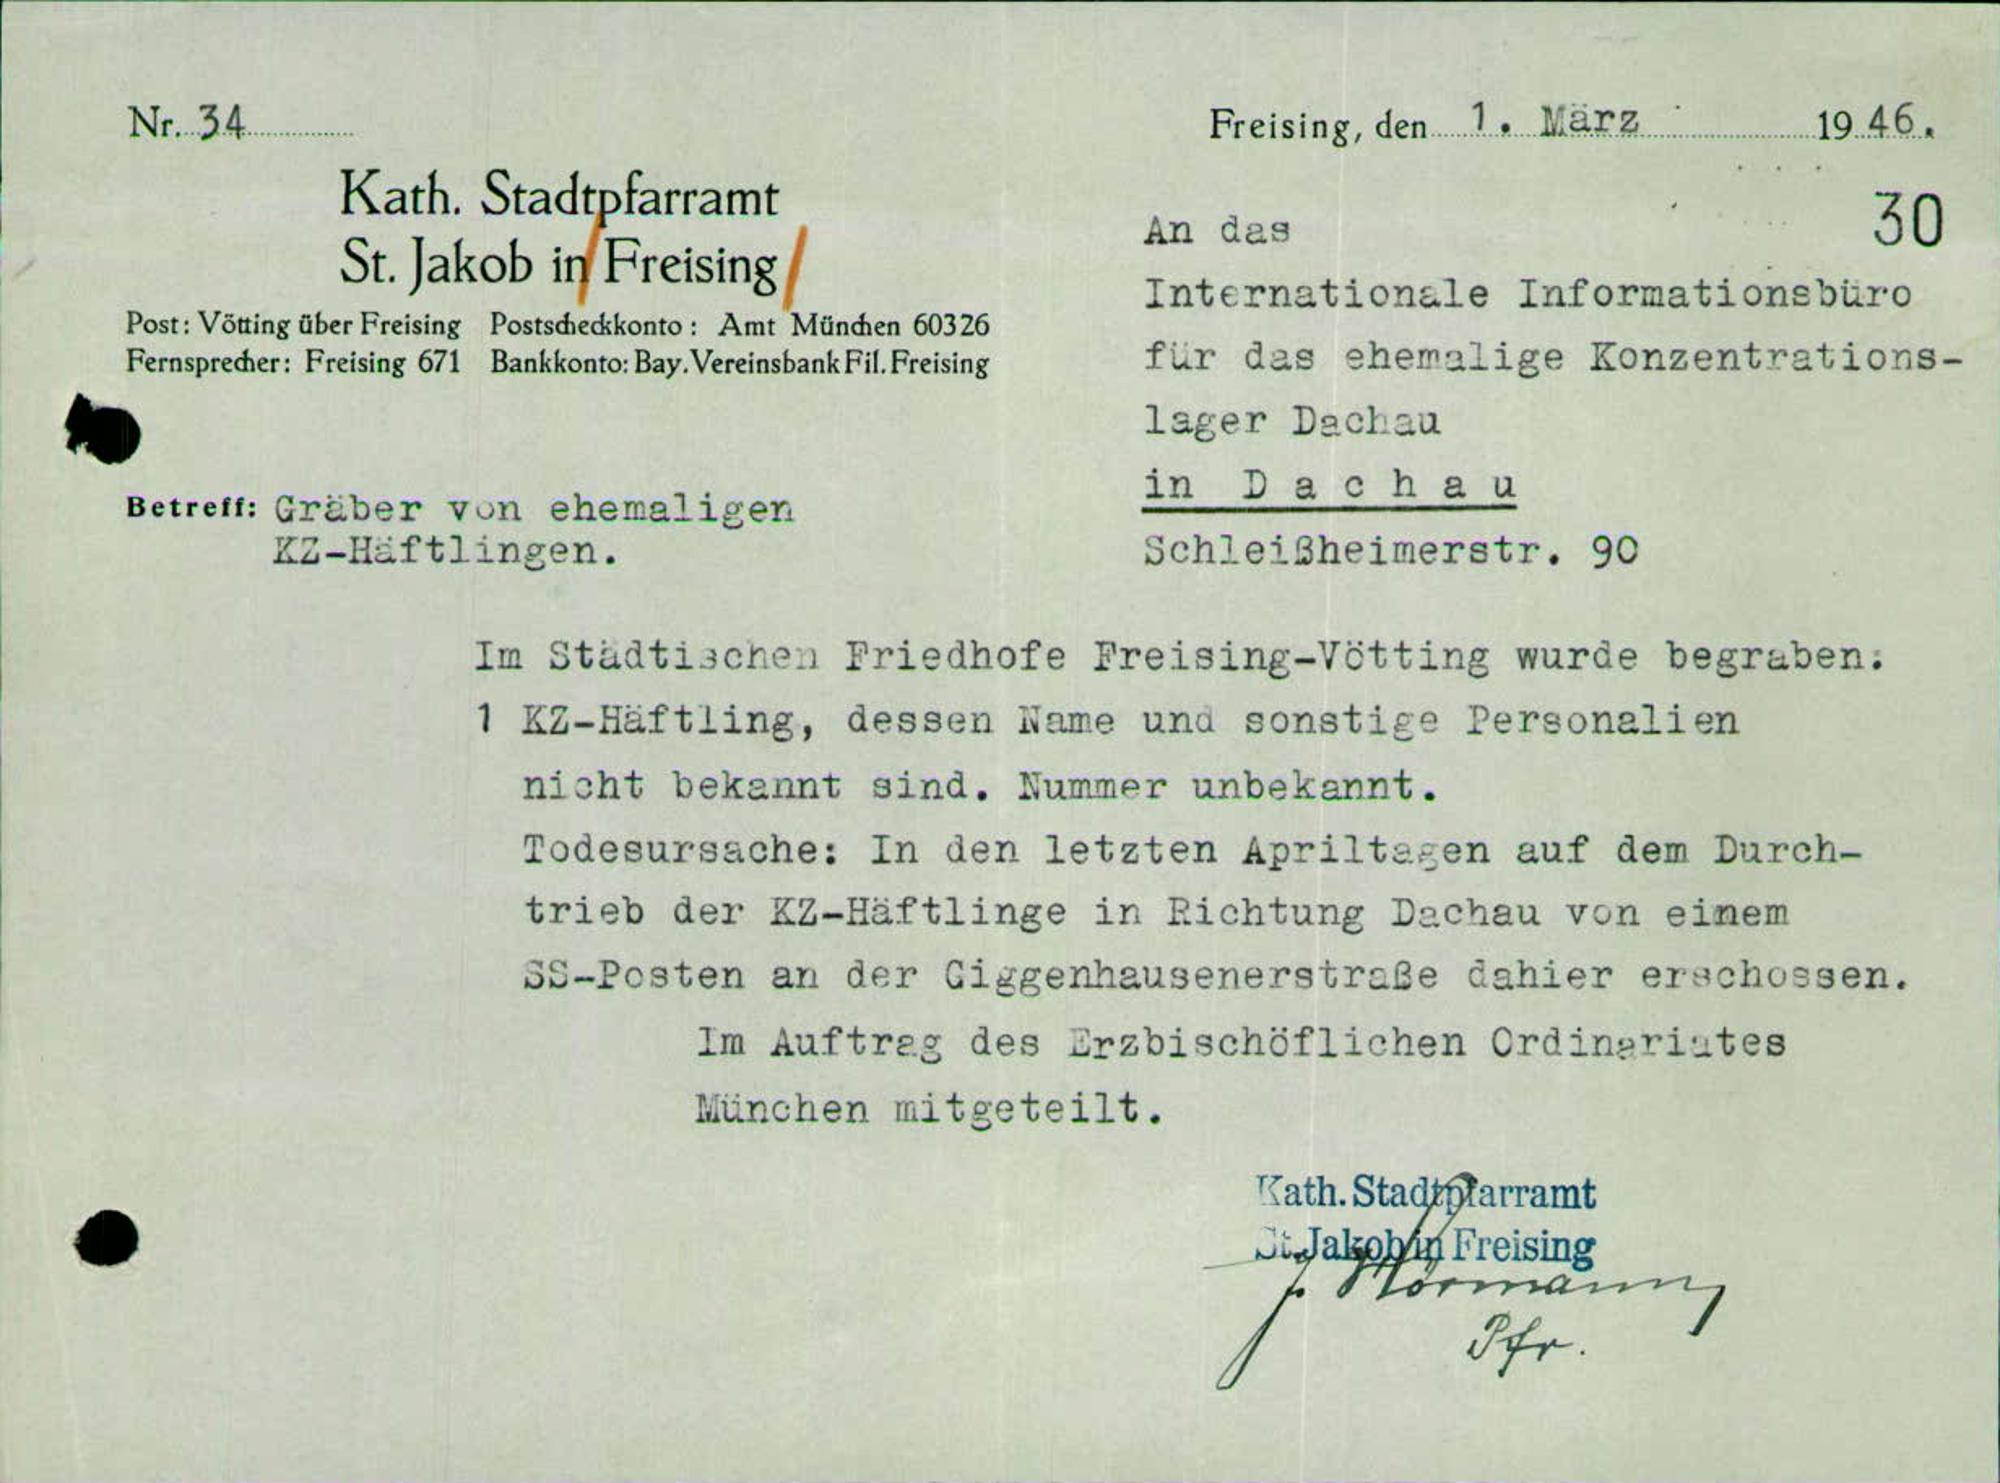 Nr. 34
Freising, den 1. März 1946.
Kath. Stadtpfarramt
St. Jakob in Freising
Post: Vötting über Freising Postscheckkonto: Amt München 60326
Fernsprecher: Freising 671 Bankkonto: Bay. Vereinsbank Fil. Freising
30
An das
Internationale Informationsbüro
für das ehemalige Konzentrations-
lager Dachau
in Dachau
Schleißheimerstr. 90
Betreff: Gräber von ehemaligen
KZ-Häftlingen.
Im Städtischen Friedhofe Freising-Vötting wurde begraben:
1 KZ-Häftling, dessen Name und sonstige Personalien
nicht bekannt sind. Nummer unbekannt.
Todesursache: In den letzten Apriltagen auf dem Durch-
trieb der KZ-Häftlinge in Richtung Dachau von einem
SS-Posten an der Giggenhausenerstraße dahier erschossen.
Im Auftrag des Erzbischöflichen Ordinariates
München mitgeteilt.
Kath. Stadtpfarramt
St. Jakob in Freising
J. Hörmann
Pfr.